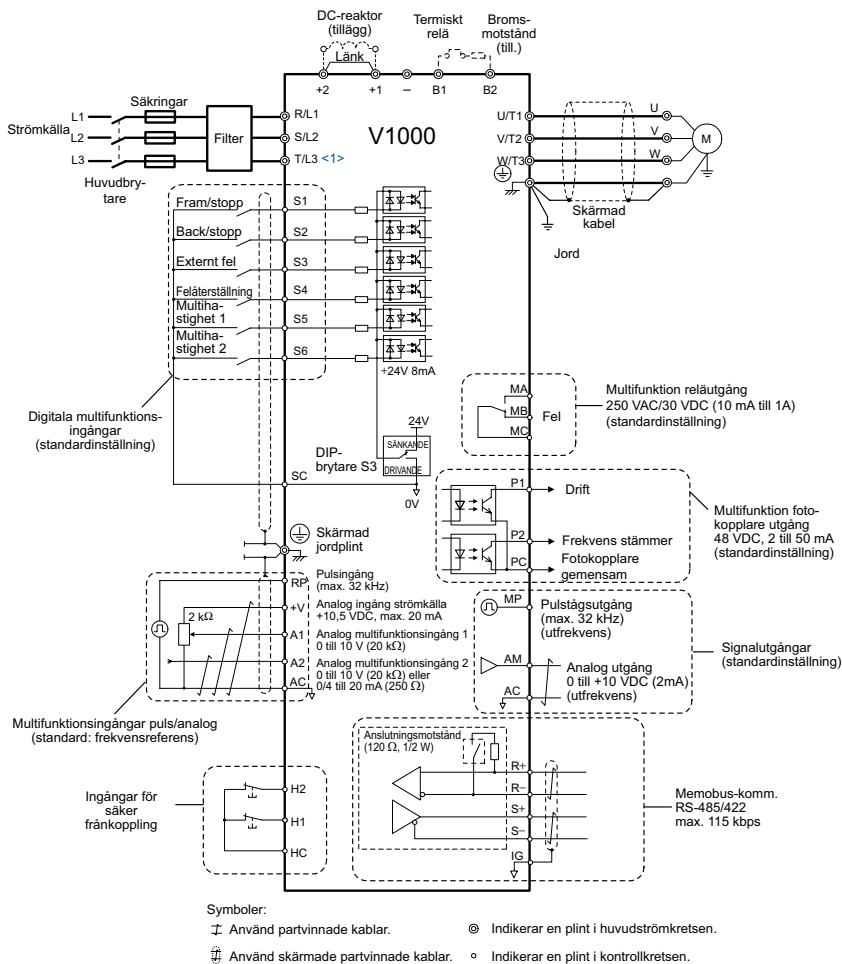 DC-reaktor
(tillägg)
Termiskt
relä
Broms-
motstånd
(till.)
Länk
+2
+1
–
B1
B2
Säkringar
L1
Strömkälla
L2
L3
Filter
R/L1
S/L2
T/L3 <1>
V1000
U/T1
V/T2
W/T3
U
V
W
M
Huvudbry-
tare
Skärmad
kabel
Jord
Fram/stopp
S1
Back/stopp
S2
Externt fel
S3
Felåterställning
S4
Multiha-
stighet 1
S5
Multiha-
stighet 2
S6
+24V 8mA
Digitala multifunktions-
ingångar
(standardinställning)
MA
MB
MC
Fel
Multifunktion reläutgång
250 VAC/30 VDC (10 mA till 1A)
(standardinställning)
24V
DIP-
brytare S3
SÄNKANDE
DRIVANDE
0V
SC
P1
Drift
P2
Frekvens stämmer
PC
Fotokopplare
gemensam
Multifunktion foto-
kopplare utgång
48 VDC, 2 till 50 mA
(standardinställning)
Skärmad
jordplint
RP
Pulsingång
(max. 32 kHz)
+V
Analog ingång strömkälla
+10,5 VDC, max. 20 mA
2 kΩ
A1
Analog multifunktionsingång 1
0 till 10 V (20 kΩ)
A2
Analog multifunktionsingång 2
0 till 10 V (20 kΩ) eller
0/4 till 20 mA (250 Ω)
AC
Multifunktionsingångar puls/analog
(standard: frekvensreferens)
MP
Pulstågsutgång
(max. 32 kHz)
(utfrekvens)
AM
Analog utgång
0 till +10 VDC (2mA)
(utfrekvens)
AC
Signalutgångar
(standardinställning)
Anslutningsmotstånd
(120 Ω, 1/2 W)
R+
R–
S+
S–
IG
Memobus-komm.
RS-485/422
max. 115 kbps
Ingångar för
säker
frånkoppling
H2
H1
HC
Symboler:
Använd partvinnade kablar.
Indikerar en plint i huvudströmkretsen.
Använd skärmade partvinnade kablar.
Indikerar en plint i kontrollkretsen.